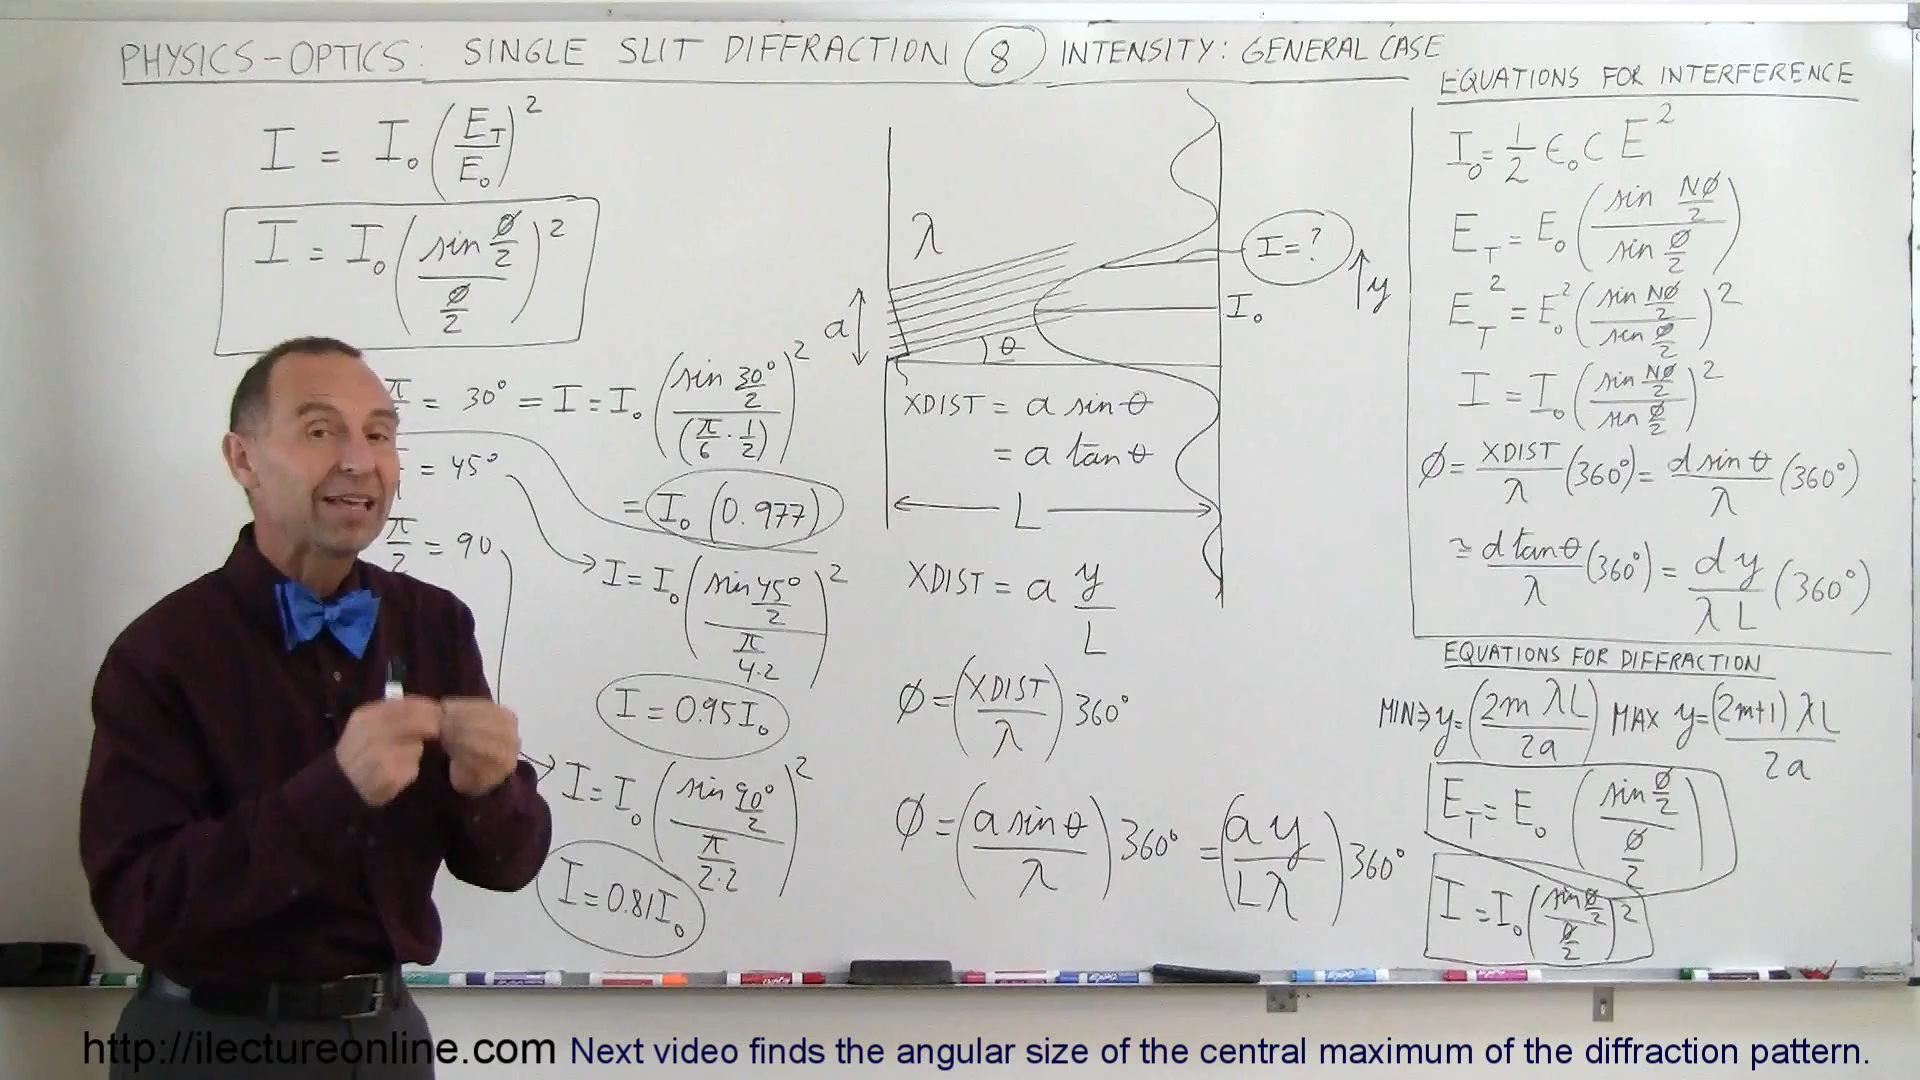 PHYSICS-OPTICS: SINGLE SLIT DIFFRACTION 8 INTENSITY: GENERAL CASE
I = I₀ (E_T/E₀)²
I = I₀ (sin ∅/2 / ∅/2)²
= 30° = I = I₀ (sin 30°/2 / (π/6 · 1/2))²
= I₀ (0.977)
= 45°
π/2 = 90
I = I₀ (sin 45°/2 / π/4·2)²
I = 0.95 I₀
I = I₀ (sin 90°/2 / π/2·2)²
I = 0.81 I₀
λ
a
θ
I = ?
y
I₀
XDIST = a sin θ
= a tan θ
L
XDIST = a y/L
∅ = (XDIST/λ) 360°
∅ = (a sin θ/λ) 360° = (a y/Lλ) 360°
EQUATIONS FOR INTERFERENCE
I₀ = 1/2 ε₀ C E²
E_T = E₀ (sin N∅/2 / sin ∅/2)
E_T² = E₀² (sin N∅/2 / sin ∅/2)²
I = I₀ (sin N∅/2 / sin ∅/2)²
∅ = XDIST/λ (360°) = d sin θ/λ (360°)
≅ d tan θ/λ (360°) = d y/λ L (360°)
EQUATIONS FOR DIFFRACTION
MIN ⇒ y = (2m λL/2a) MAX y = (2m+1) λL/2a
E_T = E₀ (sin ∅/2 / ∅/2)
I = I₀ (sin ∅/2 / ∅/2)²
http://ilectureonline.com Next video finds the angular size of the central maximum of the diffraction pattern.